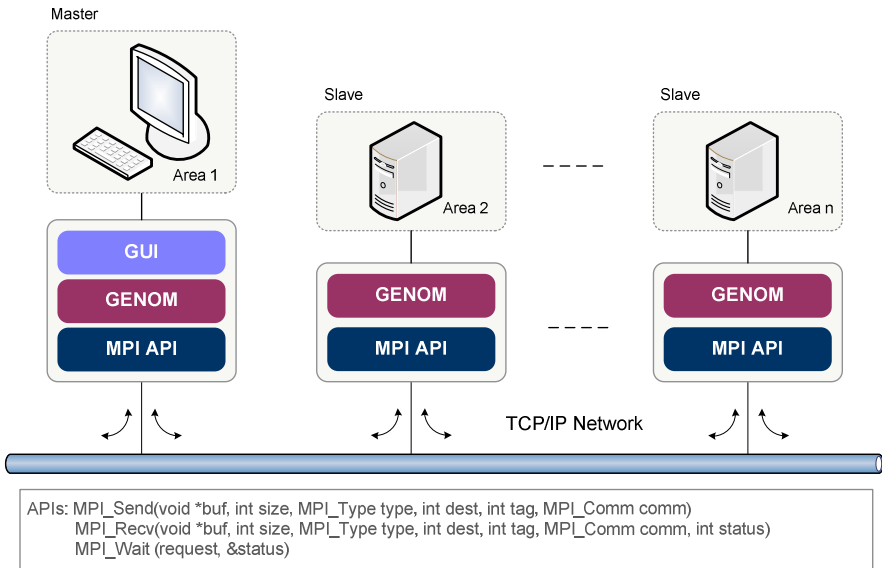 Master
Area 1
Slave
Area 2
Slave
Area n
GUI
GENOM
MPI API
GENOM
MPI API
GENOM
MPI API
TCP/IP Network
APIs: MPI_Send(void *buf, int size, MPI_Type type, int dest, int tag, MPI_Comm comm)
MPI_Recv(void *buf, int size, MPI_Type type, int dest, int tag, MPI_Comm comm, int status)
MPI_Wait (request, &status)